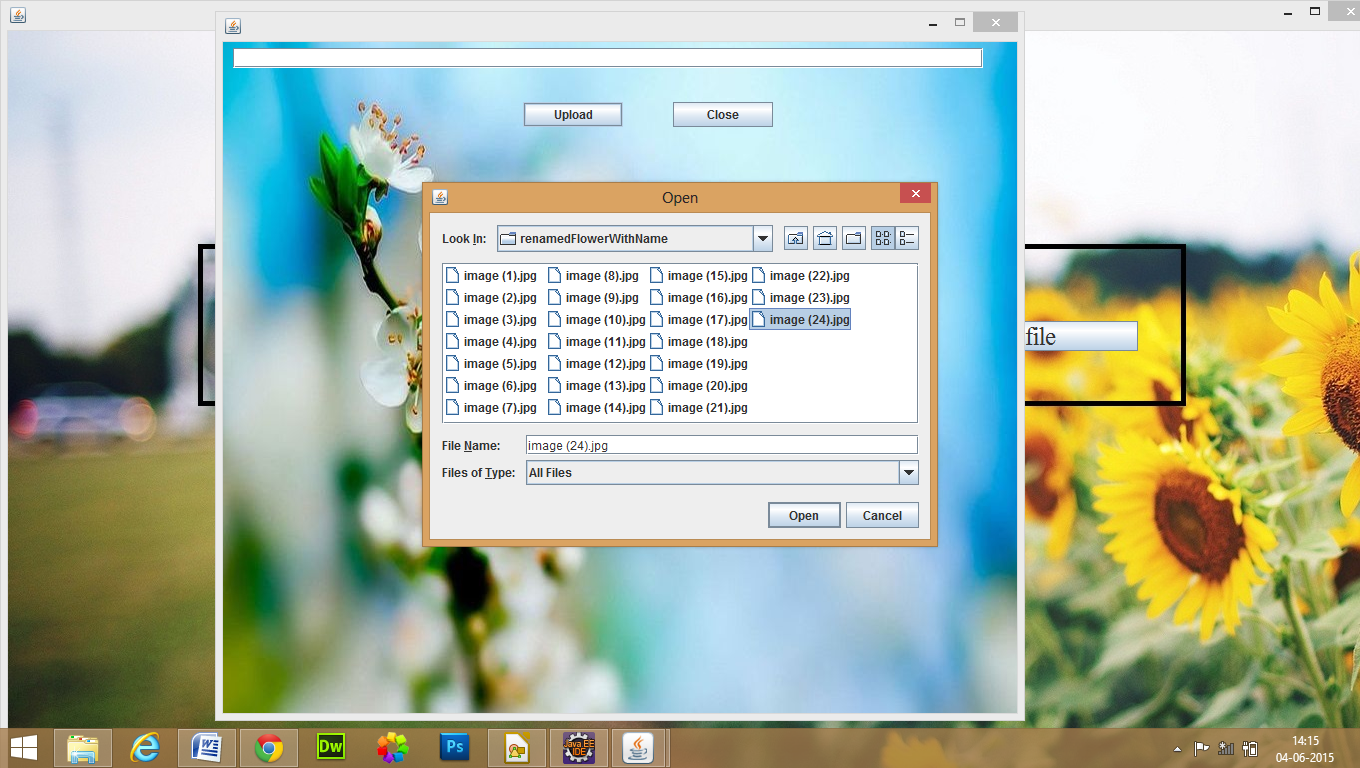 Upload Close
Open
Look In: renamedFlowerWithName
image (1).jpg image (8).jpg image (15).jpg image (22).jpg
image (2).jpg image (9).jpg image (16).jpg image (23).jpg
image (3).jpg image (10).jpg image (17).jpg image (24).jpg
image (4).jpg image (11).jpg image (18).jpg
image (5).jpg image (12).jpg image (19).jpg
image (6).jpg image (13).jpg image (20).jpg
image (7).jpg image (14).jpg image (21).jpg
file
File Name: image (24).jpg
Files of Type: All Files
Open Cancel
Dw Ps Java EE
IDE
14:15
04-06-2015